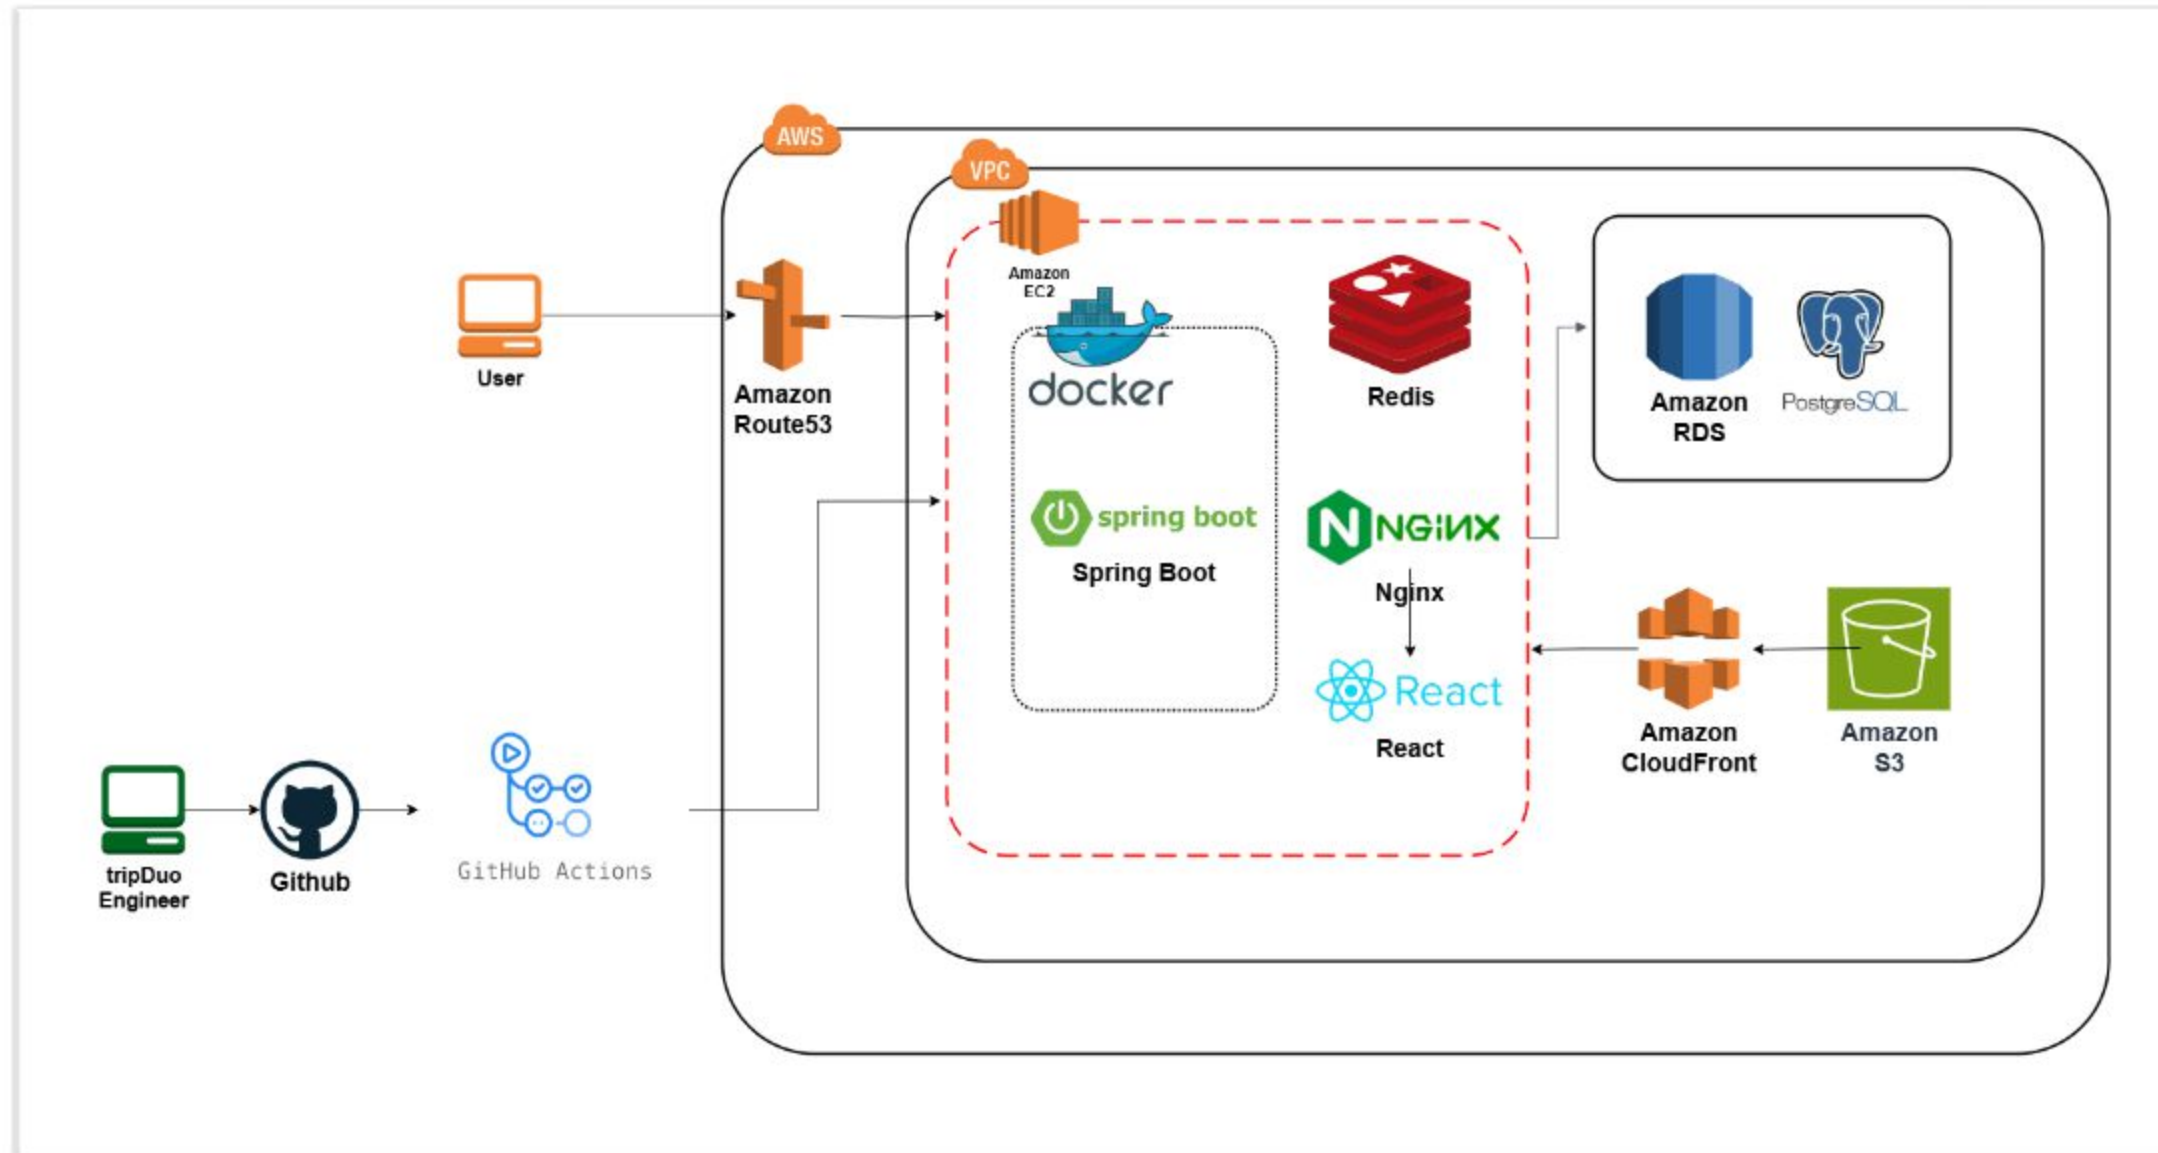 AWS
VPC
Amazon
EC2
docker
Redis
Amazon
RDS
PostgreSQL
User
Amazon
Route53
spring boot
Spring Boot
NGiNX
Nginx
React
React
Amazon
CloudFront
Amazon
S3
tripDuo
Engineer
Github
GitHub Actions